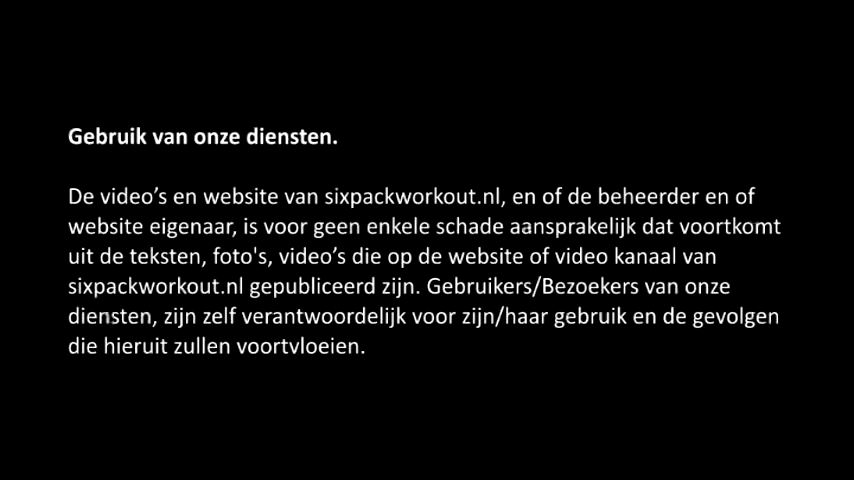 Gebruik van onze diensten.
De video’s en website van sixpackworkout.nl, en of de beheerder en of
website eigenaar, is voor geen enkele schade aansprakelijk dat voortkomt
uit de teksten, foto's, video’s die op de website of video kanaal van
sixpackworkout.nl gepubliceerd zijn. Gebruikers/Bezoekers van onze
diensten, zijn zelf verantwoordelijk voor zijn/haar gebruik en de gevolgen
die hieruit zullen voortvloeien.